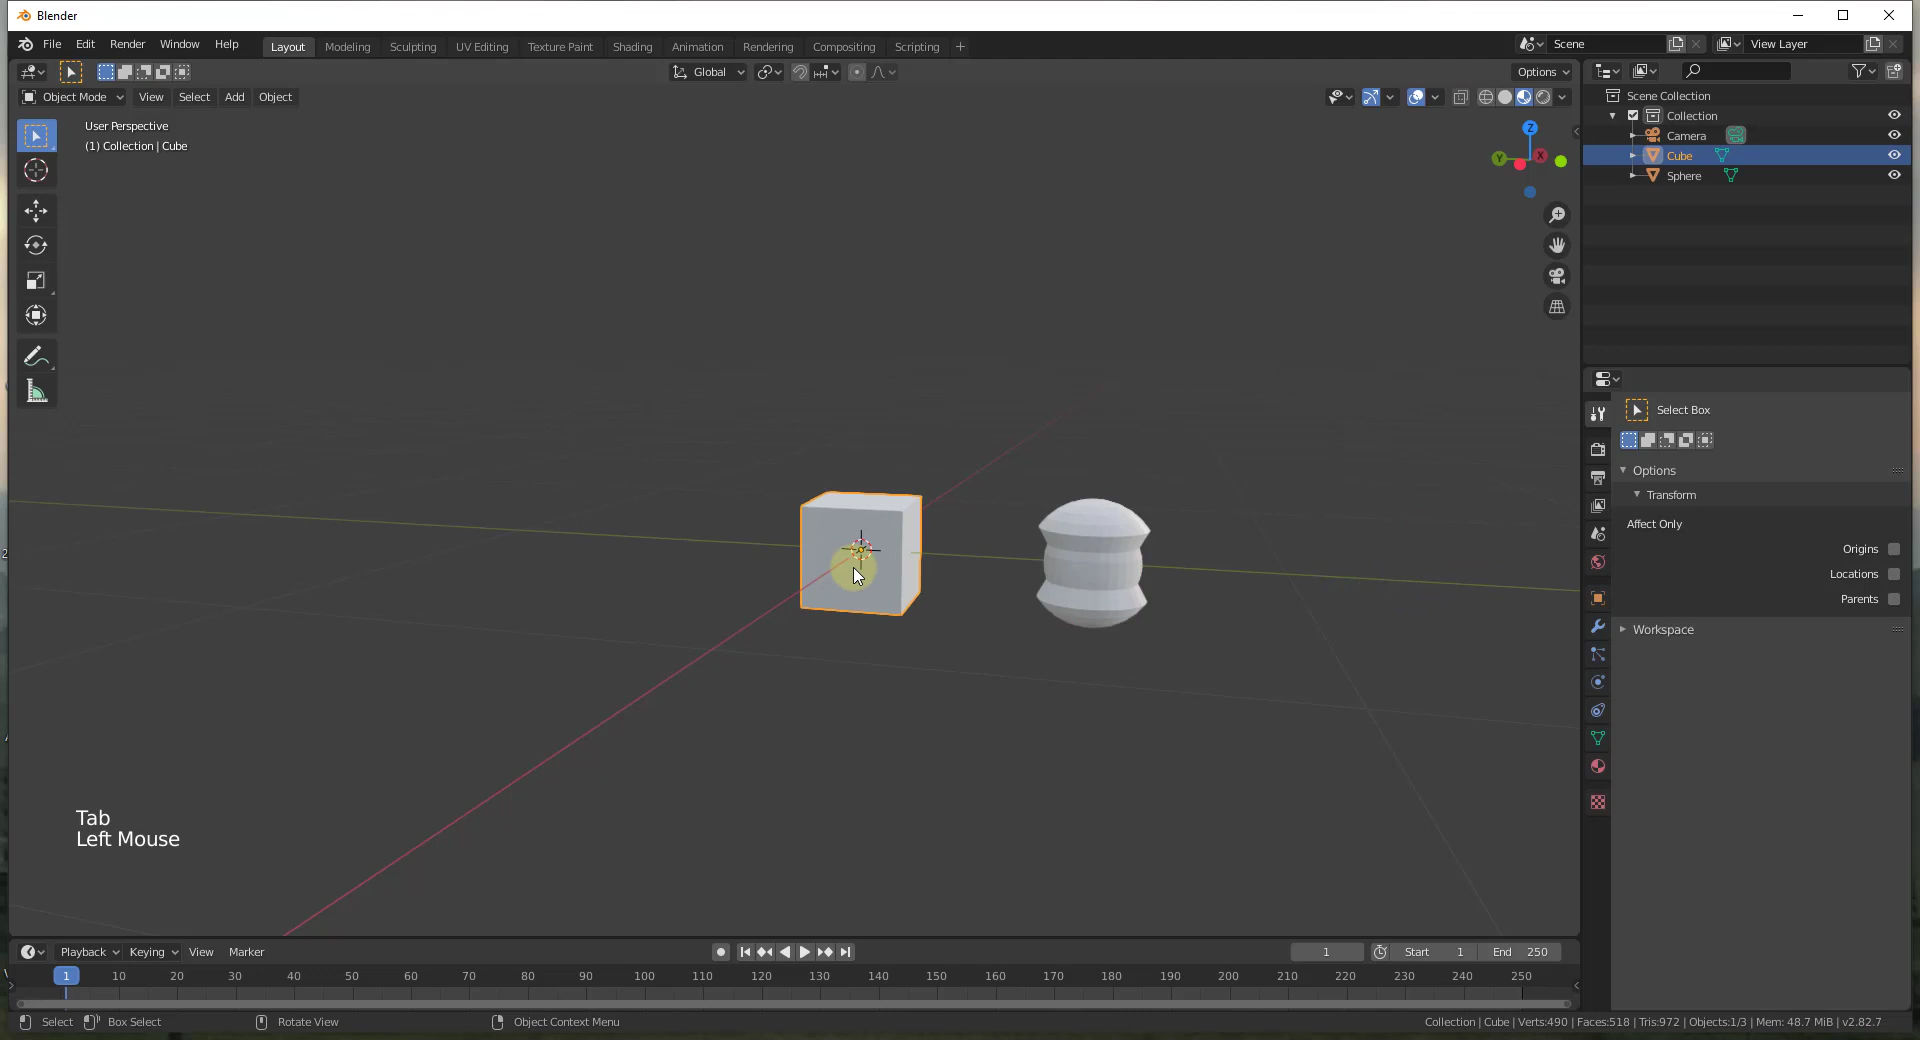 Blender
File Edit Render Window Help Layout Modeling Sculpting UV Editing Texture Paint Shading Animation Rendering Compositing Scripting + Scene View Layer
Global Options
Object Mode View Select Add Object
User Perspective
(1) Collection | Cube
Z
Y X
Scene Collection
Collection
Camera
Cube
Sphere
Select Box
Options
Transform
Affect Only
Origins
Locations
Parents
Workspace
Tab
Left Mouse
Playback Keying View Marker 1 Start 1 End 250
1 10 20 30 40 50 60 70 80 90 100 110 120 130 140 150 160 170 180 190 200 210 220 230 240 250
Select Box Select Rotate View Object Context Menu Collection | Cube | Verts:490 | Faces:518 | Tris:972 | Objects:1/3 | Mem: 48.7 MiB | v2.82.7